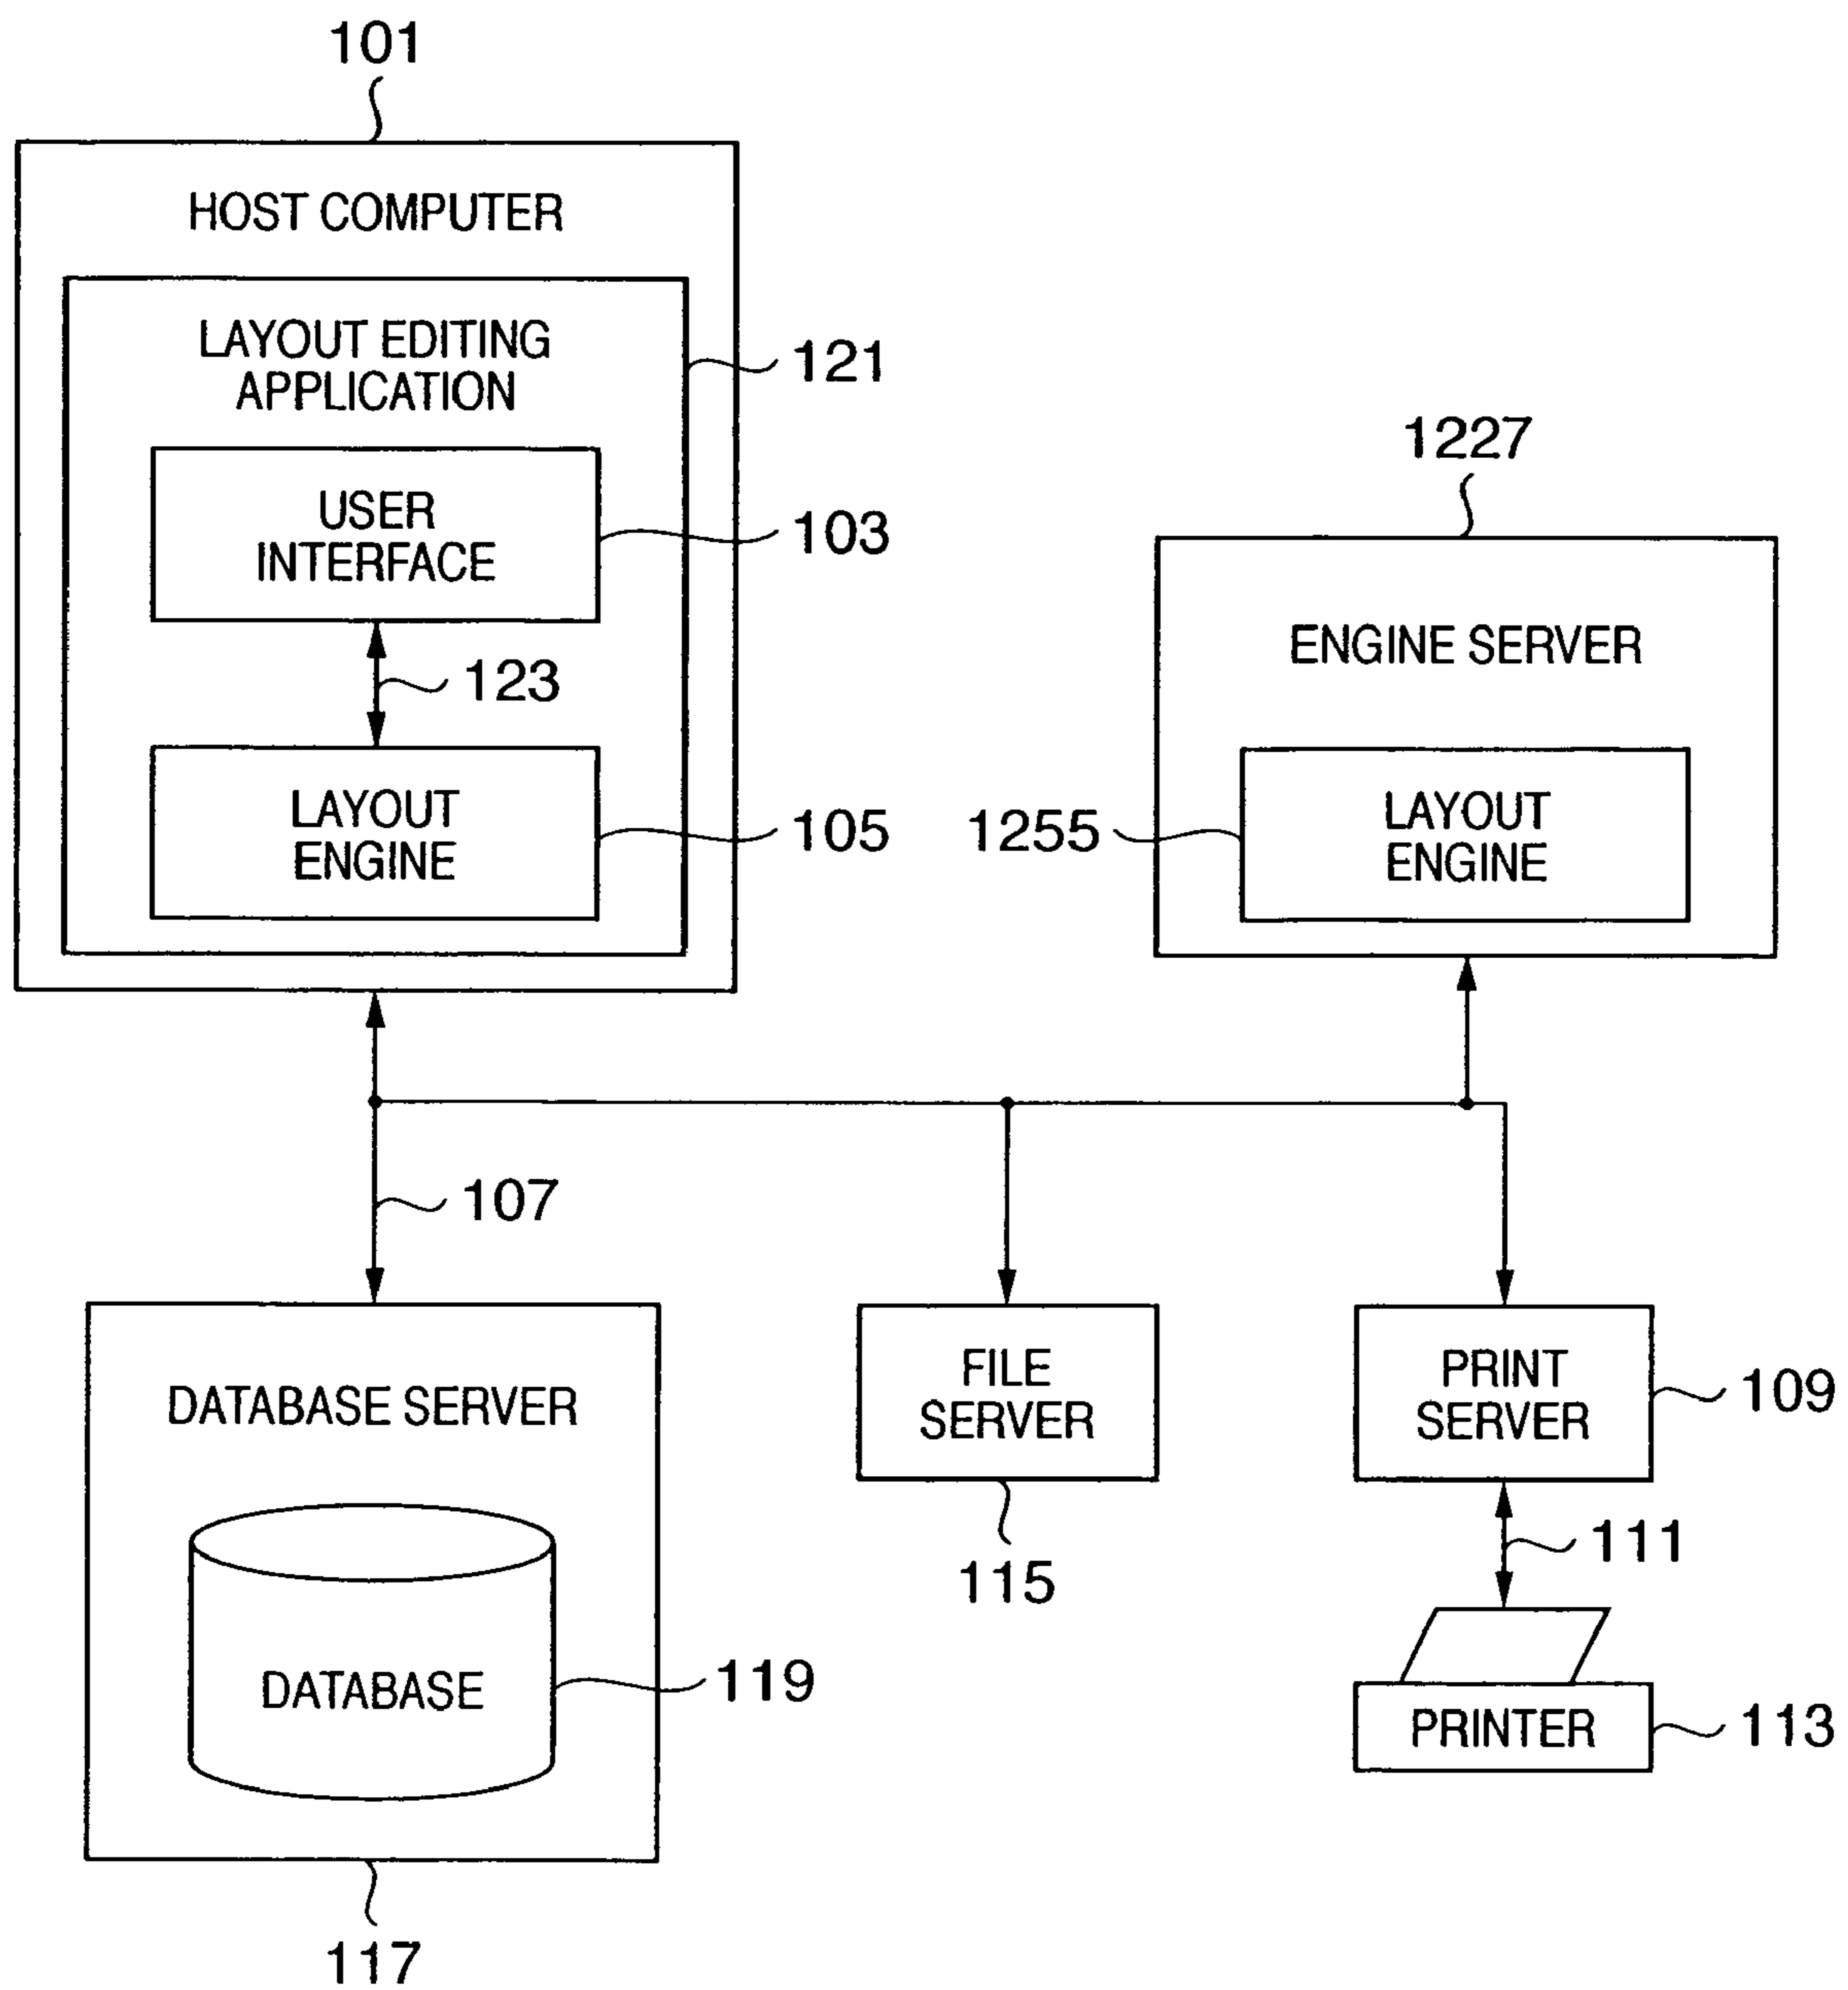 101
HOST COMPUTER
LAYOUT EDITING
APPLICATION
121
USER
INTERFACE
103
123
LAYOUT
ENGINE
105
1227
ENGINE SERVER
1255
LAYOUT
ENGINE
107
DATABASE SERVER
DATABASE
119
117
FILE
SERVER
115
PRINT
SERVER
109
111
PRINTER
113